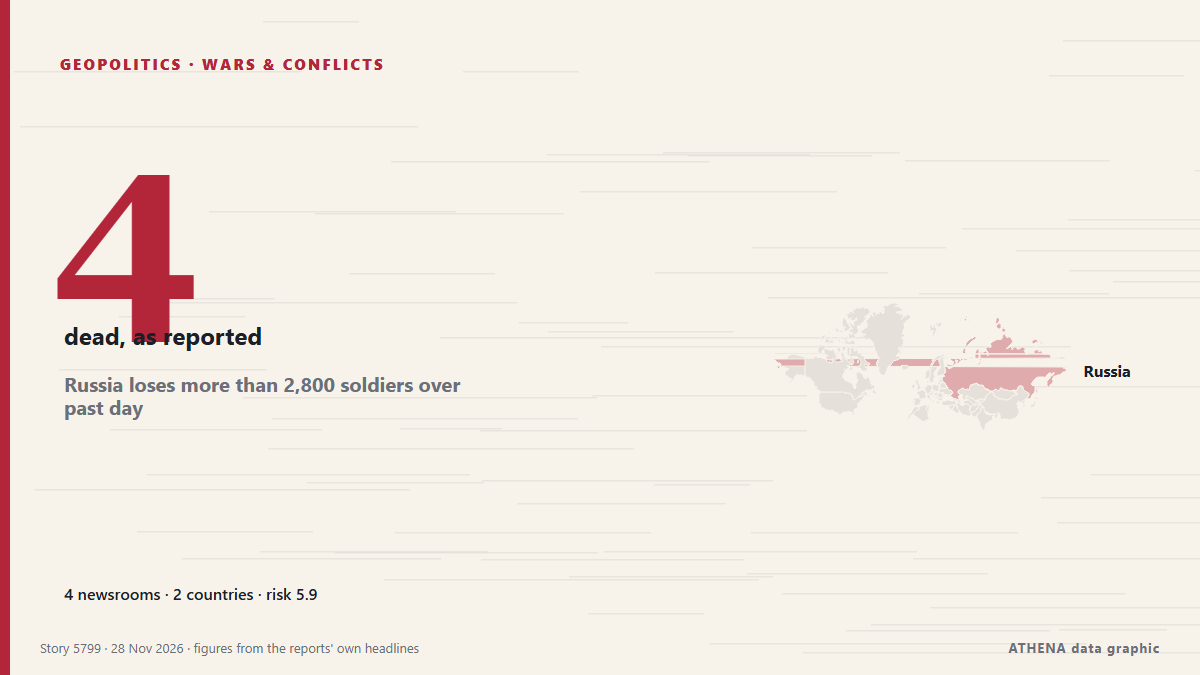 GEOPOLITICS · WARS & CONFLICTS
4
dead, as reported
Russia loses more than 2,800 soldiers over
past day
Russia
4 newsrooms · 2 countries · risk 5.9
Story 5799 · 28 Nov 2026 · figures from the reports' own headlines
ATHENA data graphic